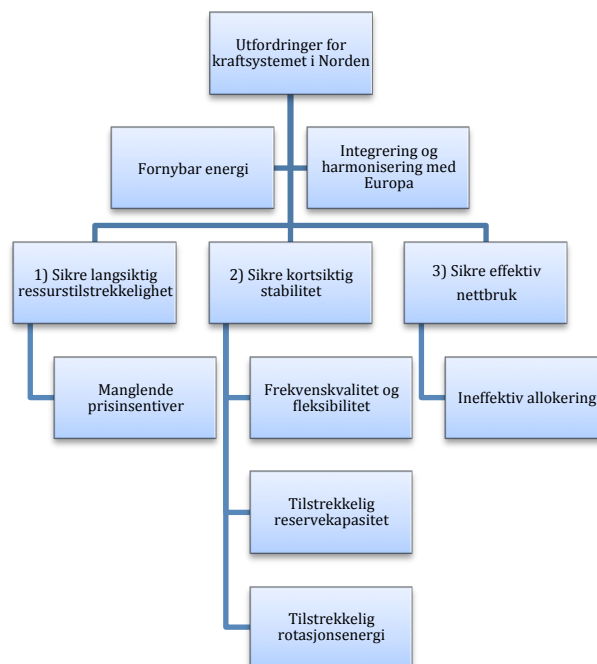 Utfordringer for
kraftsystemet i Norden
Fornybar energi
Integrering og
harmonisering med
Europa
1) Sikre langsiktig
ressurstilstrekkelighet
2) Sikre kortsiktig
stabilitet
3) Sikre effektiv
nettbruk
Manglende
prisinsentiver
Frekvenskvalitet og
fleksibilitet
Ineffektiv allokering
Tilstrekkelig
reservekapasitet
Tilstrekkelig
rotasjonsenergi